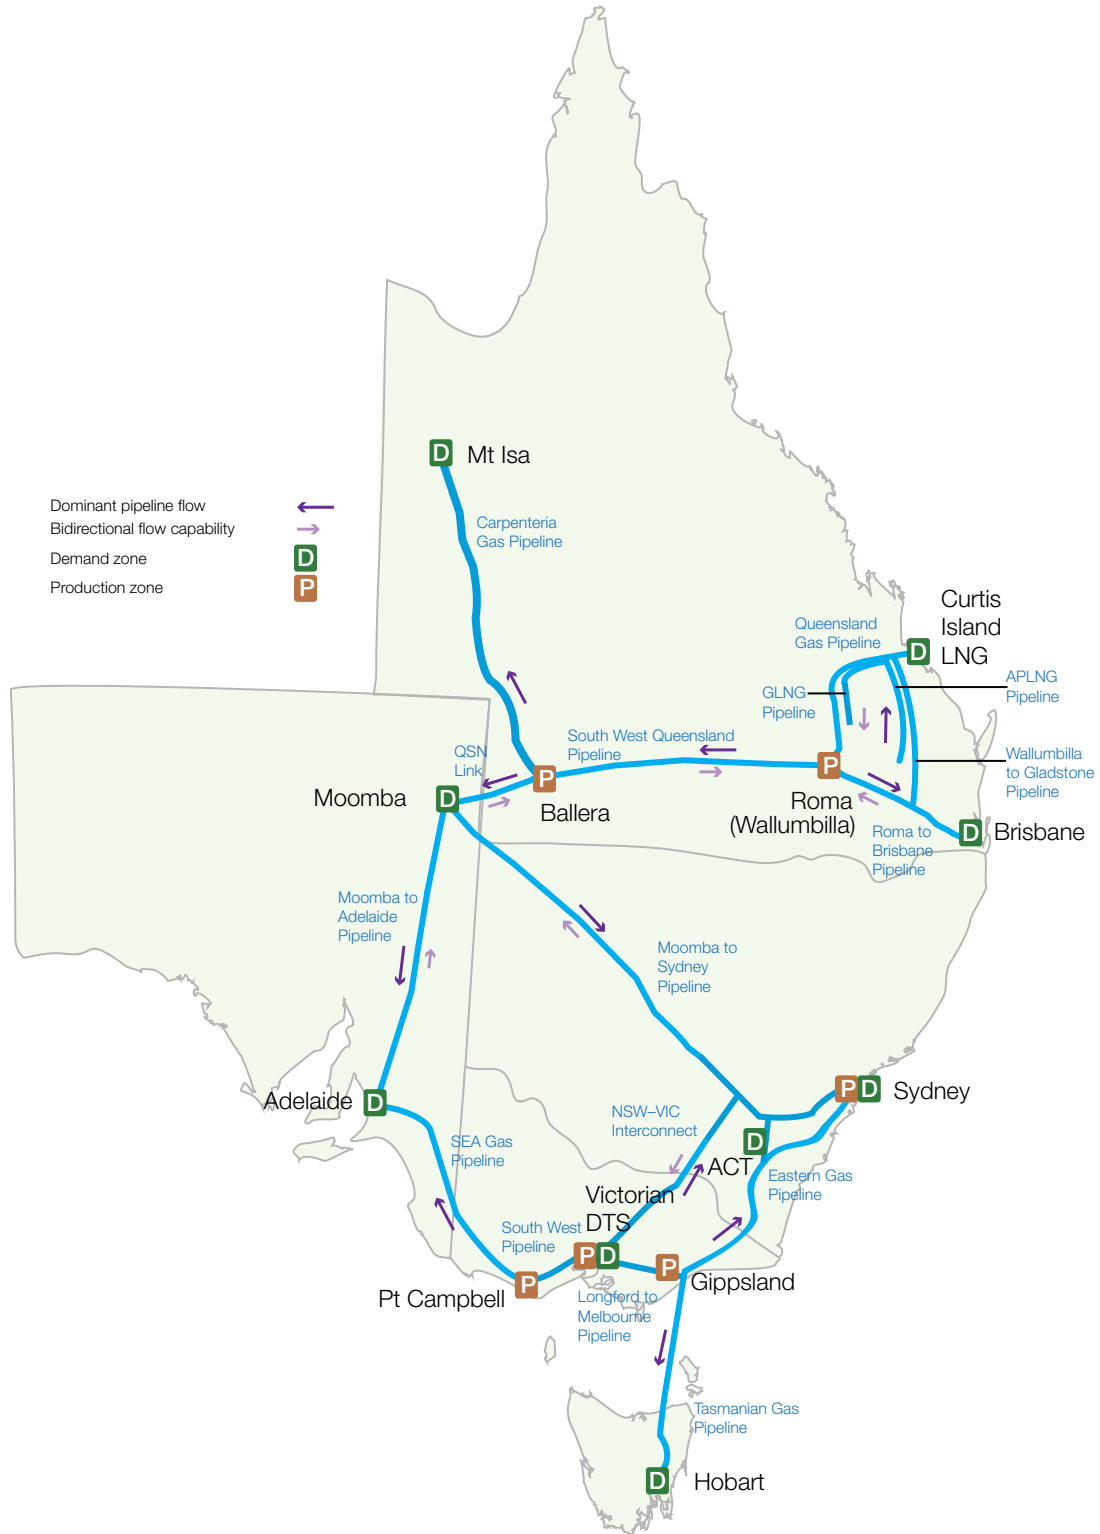 D
Mt Isa
Dominant pipeline flow
Bidirectional flow capability
Demand zone
D
Production zone
P
Carpenteria
Gas Pipeline
Curtis
Island
LNG
D
Queensland
Gas Pipeline
APLNG
Pipeline
GLNG
Pipeline
South West Queensland
Pipeline
QSN
Link
Wallumbilla
to Gladstone
Pipeline
Moomba
D
P
Ballera
P
Roma
(Wallumbilla)
Roma to
Brisbane
Pipeline
D
Brisbane
Moomba to
Adelaide
Pipeline
Moomba to
Sydney
Pipeline
Adelaide
D
P
D
Sydney
NSW–VIC
Interconnect
D
ACT
SEA Gas
Pipeline
Eastern Gas
Pipeline
Victorian
DTS
South West
Pipeline
P
D
P
Gippsland
Pt Campbell
P
Longford to
Melbourne
Pipeline
Tasmanian Gas
Pipeline
D
Hobart